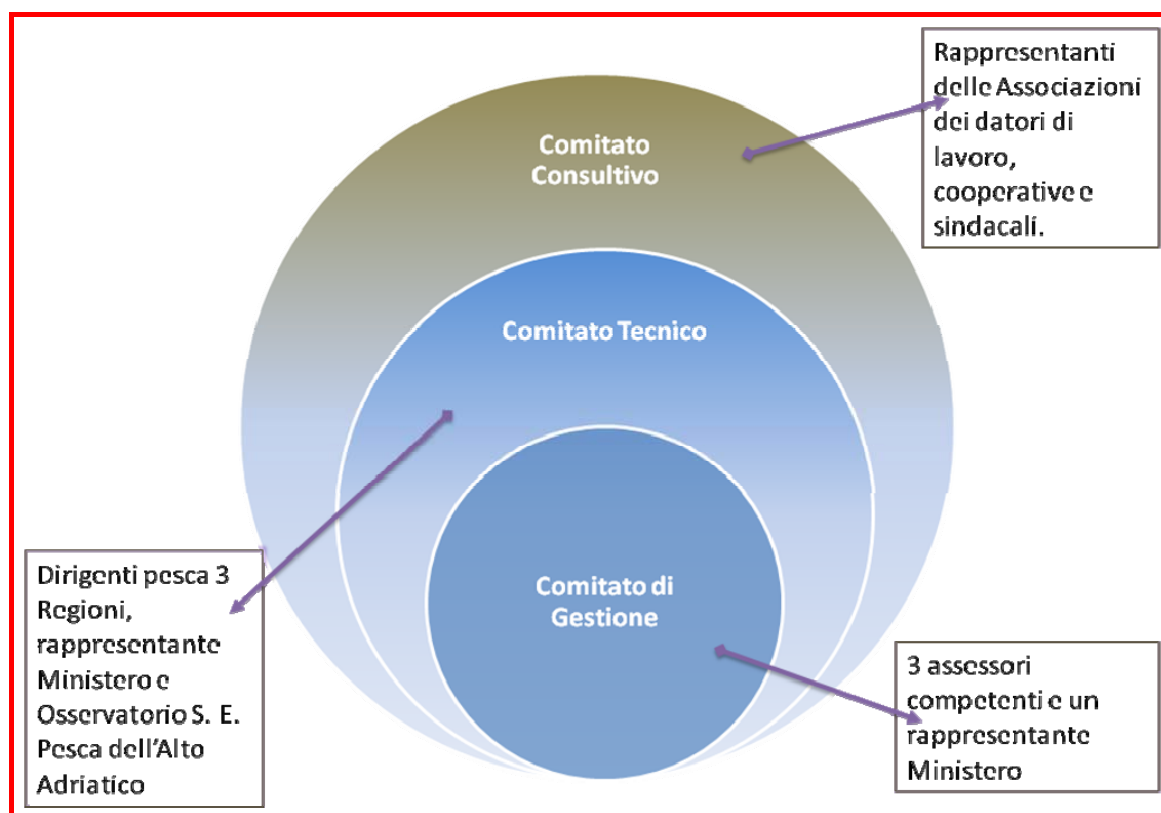 Rappresentanti
delle Associazioni
dei datori di
lavoro,
cooperative e
sindacali.
Comitato
Consultivo
Comitato Tecnico
Dirigenti pesca 3
Regioni,
rappresentante
Ministero e
Osservatorio S. E.
Pesca dell'Alto
Adriatico
Comitato di
Gestione
3 assessori
competenti e un
rappresentante
Ministero